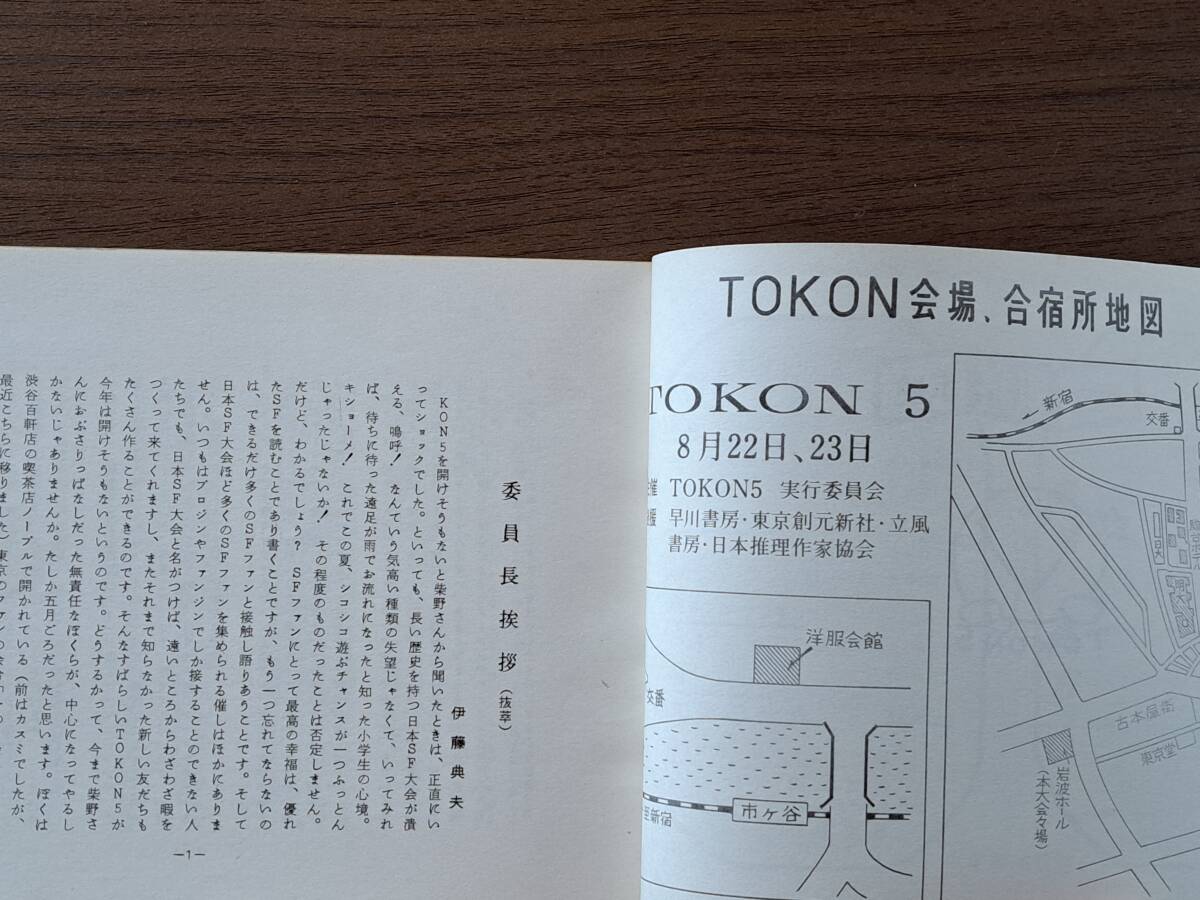 TOKON会場、合宿所地図
TOKON 5
8月22日、23日
TOKON5 実行委員会
早川書房・東京創元新社・立風
書房・日本推理作家協会
洋服会館
交番
市ヶ谷
至新宿
新宿
交番
古本屋街
東京堂
岩波ホール
(本大会々場)
委員長挨拶(抜萃)
伊藤典夫
KON5を開けそうもないと柴野さんから聞いたときは、正直にい
ってショックでした。といっても、長い歴史を持つ日本SF大会が潰
える、嗚呼!なんていう気高い種類の失望じゃなくて、いってみれ
ば、待ちに待った遠足が雨でお流れになったと知った小学生の心境。
キショーメ!これでこの夏、シコシコ遊ぶチャンスが一つふっとん
じゃったじゃないか!その程度のものだったことは否定しません。
だけど、わかるでしょう?SFファンにとって最高の幸福は、優れ
たSFを読むことであり書くことですが、もう一つ忘れてならないの
は、できるだけ多くのSFファンと接触し語りあうことです。そして
日本SF大会ほど多くのSFファンを集められる催しはほかにありま
せん。いつもはプロジンやファンジンでしか接することのできない人
たちでも、日本SF大会と名がつけば、遠いところからわざわざ暇を
つくって来てくれますし、またそれまで知らなかった新しい友だちも
たくさん作ることができるのです。そんなすばらしいTOKON5が
今年は開けそうもないというのです。どうするかって、今まで柴野さ
んにおぶさりっぱなしだった無責任なぼくらが、中心になってやるし
かないじゃありませんか。たしか五月ごろだったと思います。ぼくは
渋谷百軒店の喫茶店ノーブルで開かれている(前はカスミでしたが、
最近こちらに移りました)東京のファンの会合
—1—